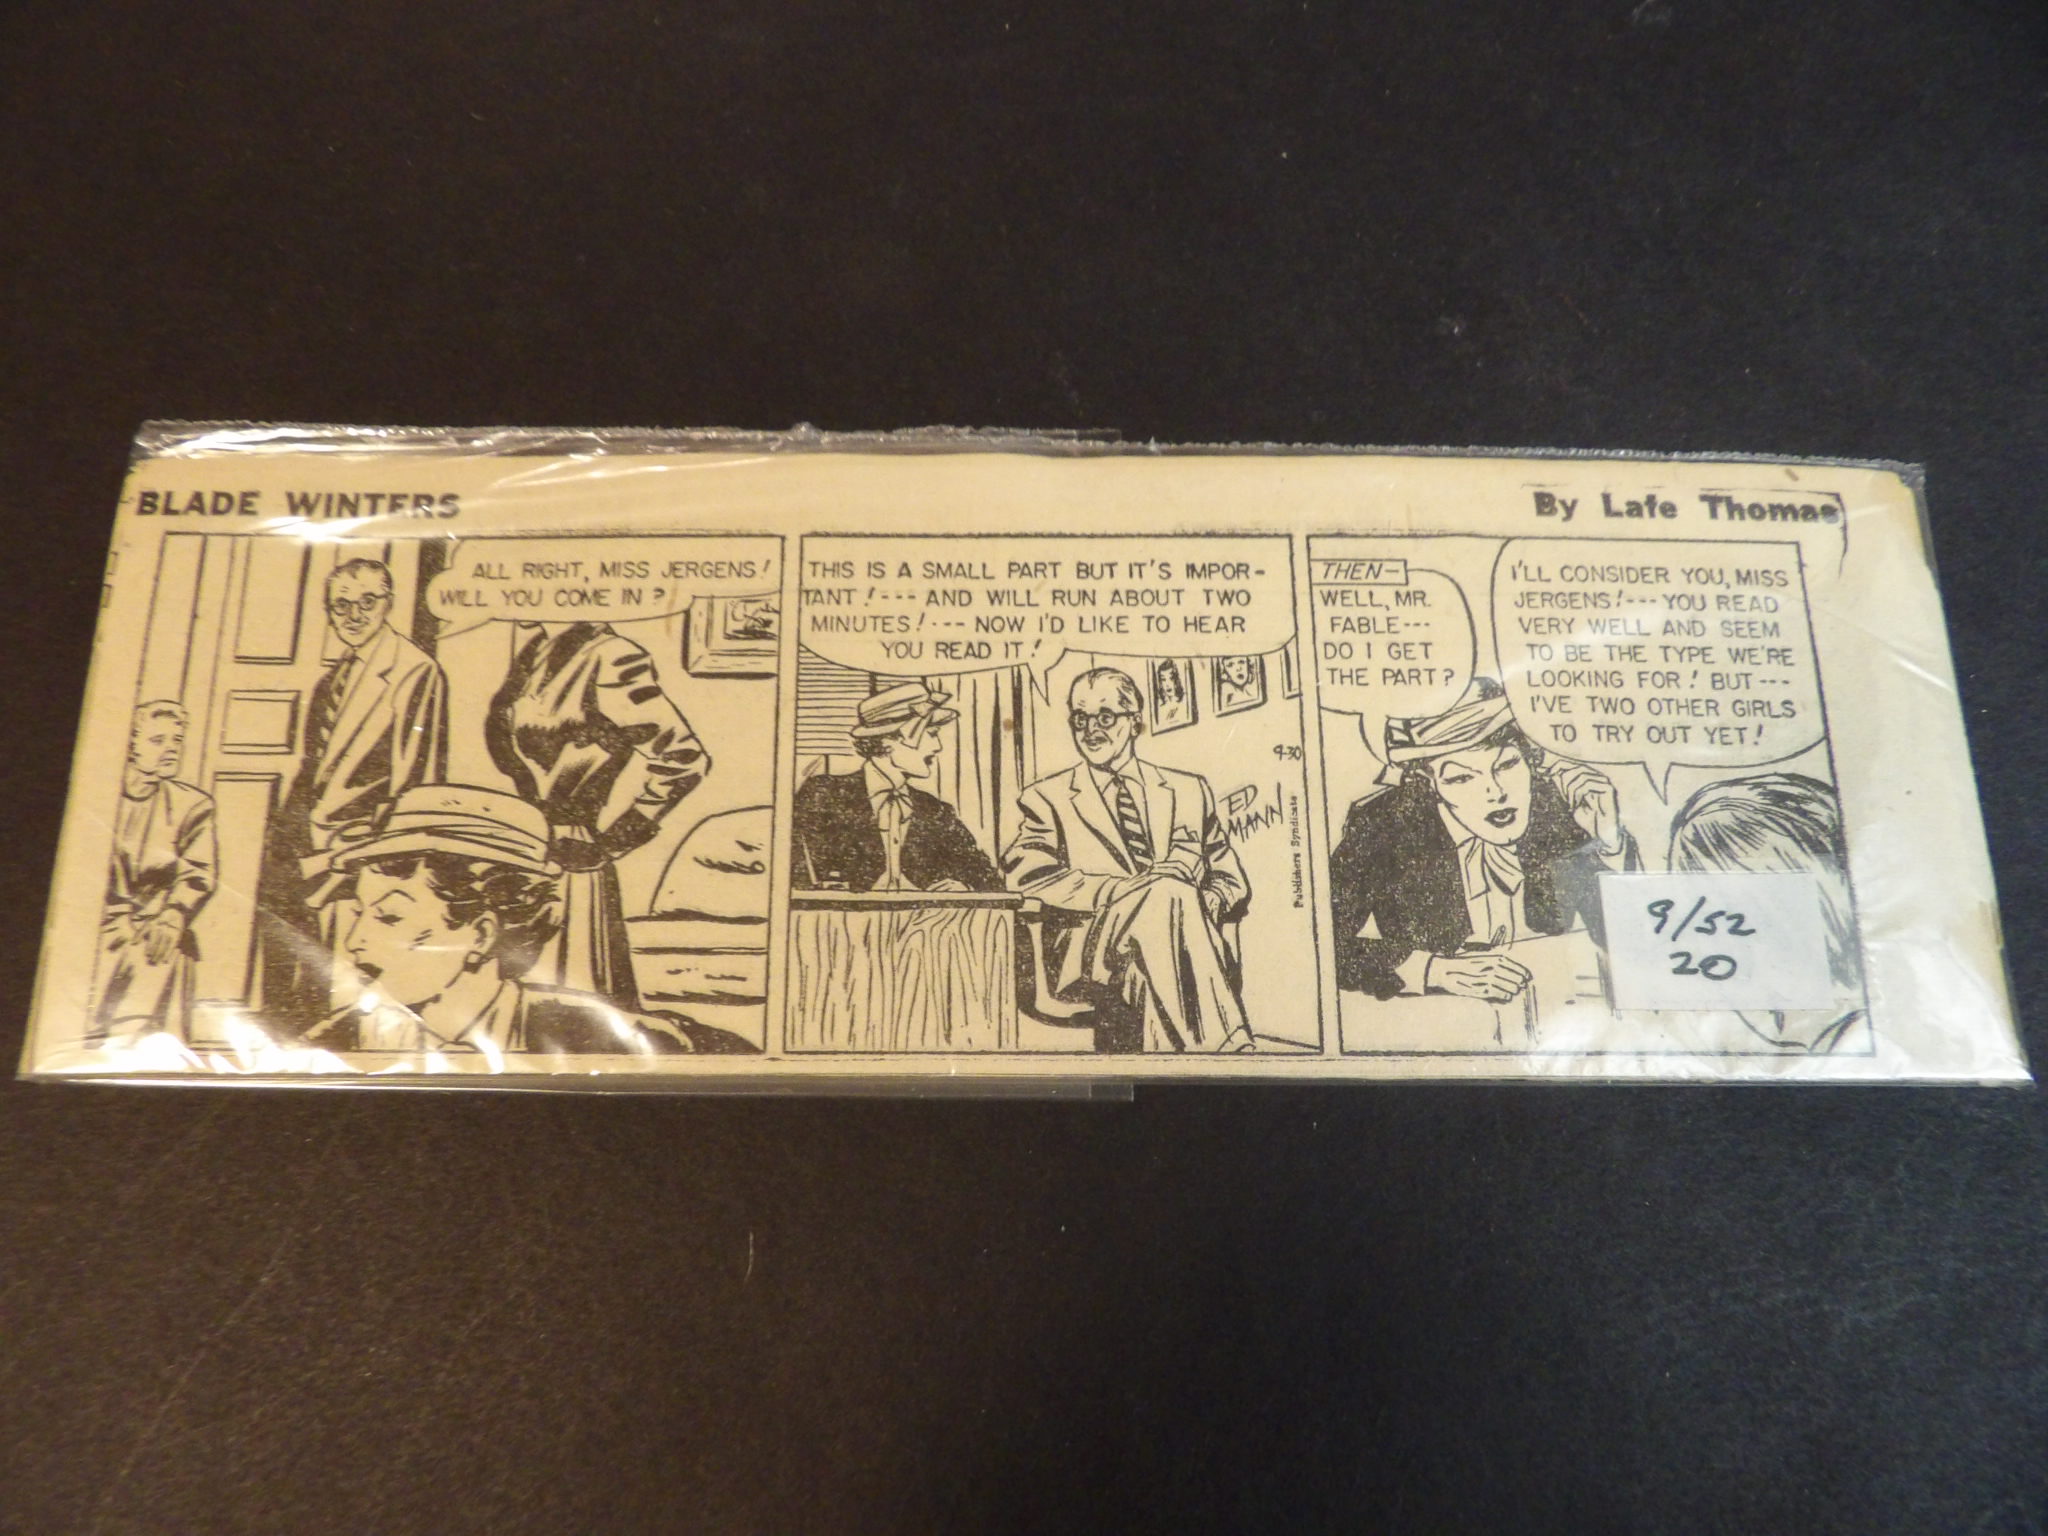 BLADE WINTERS
By Lafe Thomas
ALL RIGHT, MISS JERGENS!
WILL YOU COME IN?
THIS IS A SMALL PART BUT IT'S IMPOR-
TANT!--- AND WILL RUN ABOUT TWO
MINUTES!--- NOW I'D LIKE TO HEAR
YOU READ IT!
9-30
ED
MANN
Publishers Syndicate
THEN-
WELL, MR.
FABLE---
DO I GET
THE PART?
I'LL CONSIDER YOU, MISS
JERGENS!--- YOU READ
VERY WELL AND SEEM
TO BE THE TYPE WE'RE
LOOKING FOR! BUT---
I'VE TWO OTHER GIRLS
TO TRY OUT YET!
9/52
20